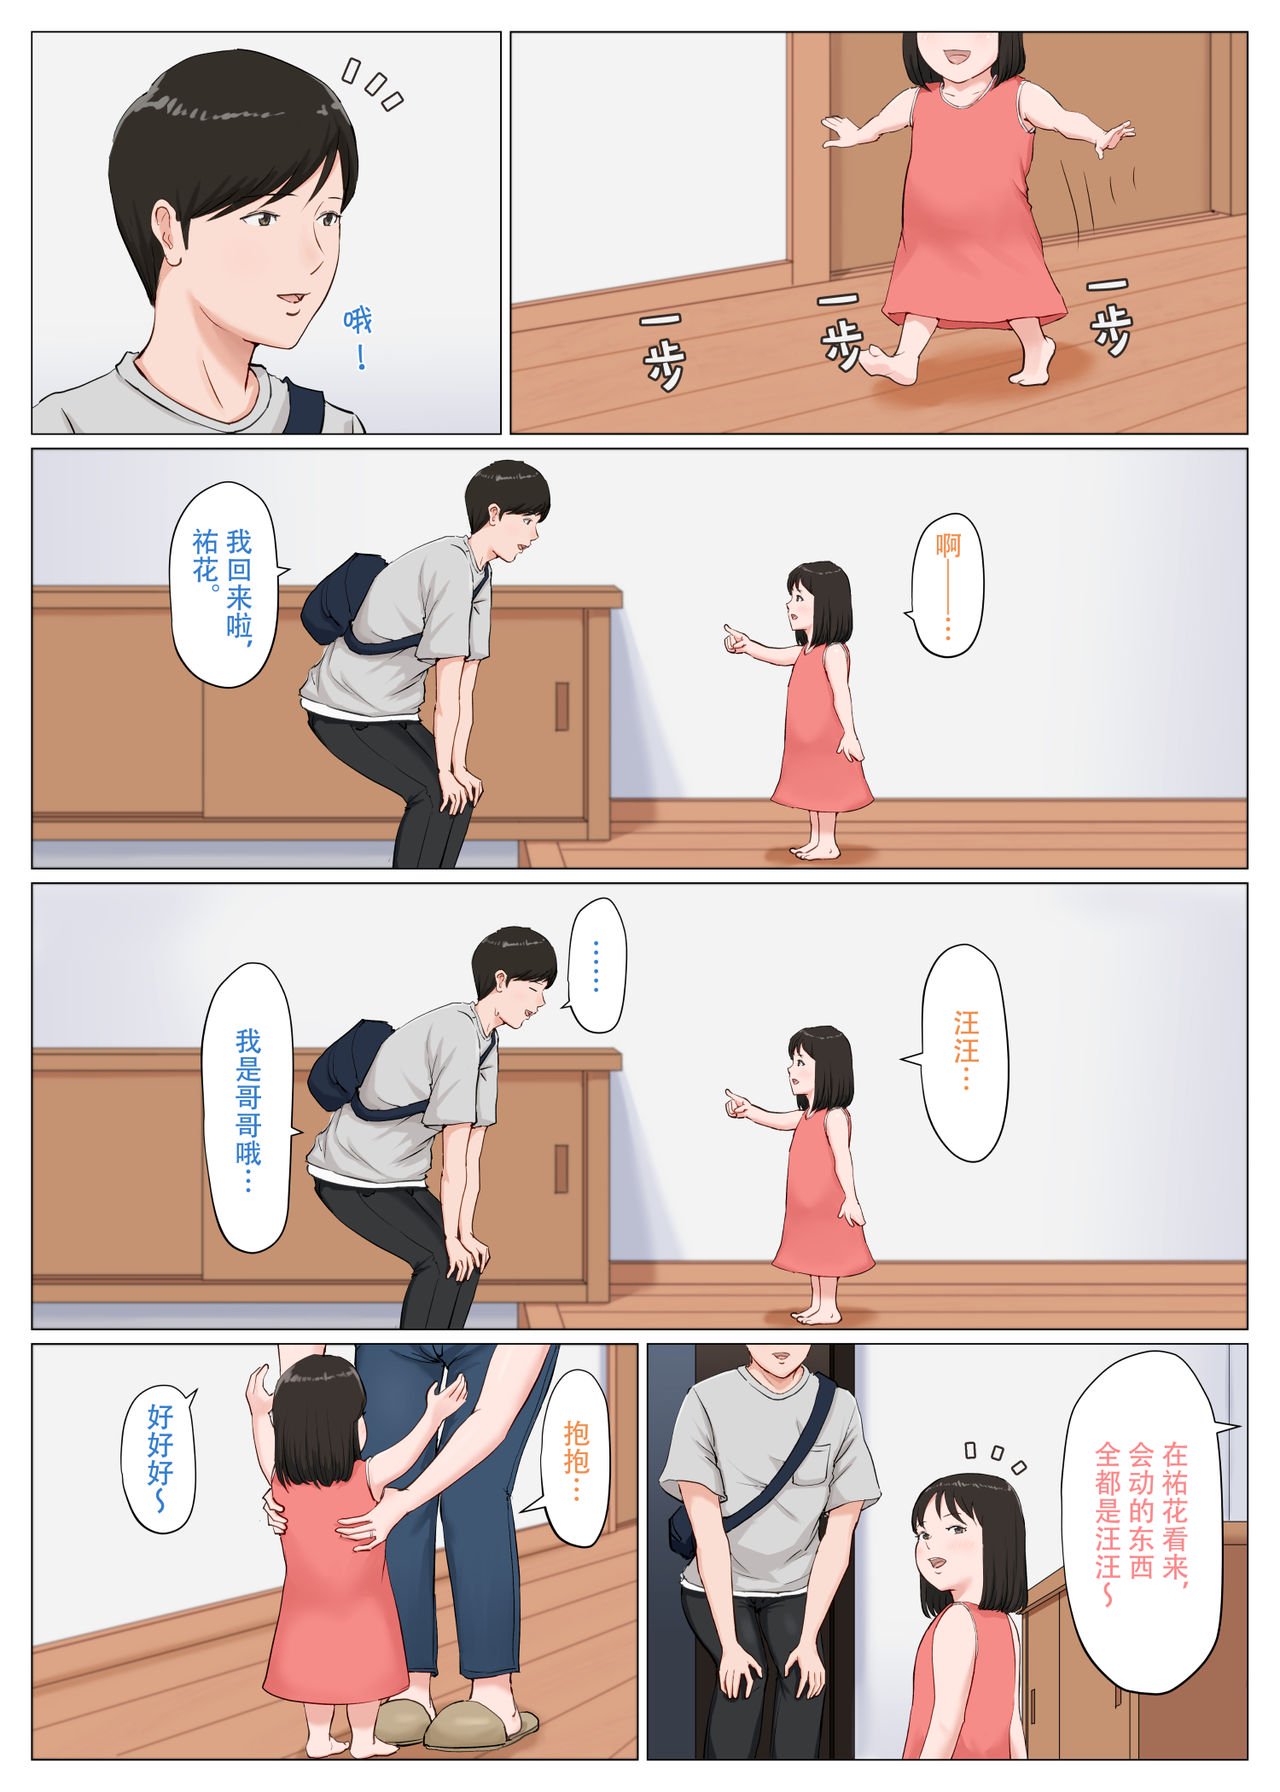 一步
一步
一步
哦！
啊——…
我回来啦，
祐花。
汪汪…
……
我是哥哥哦…
在祐花看来，
会动的东西
全都是汪汪～
抱抱…
好好好～